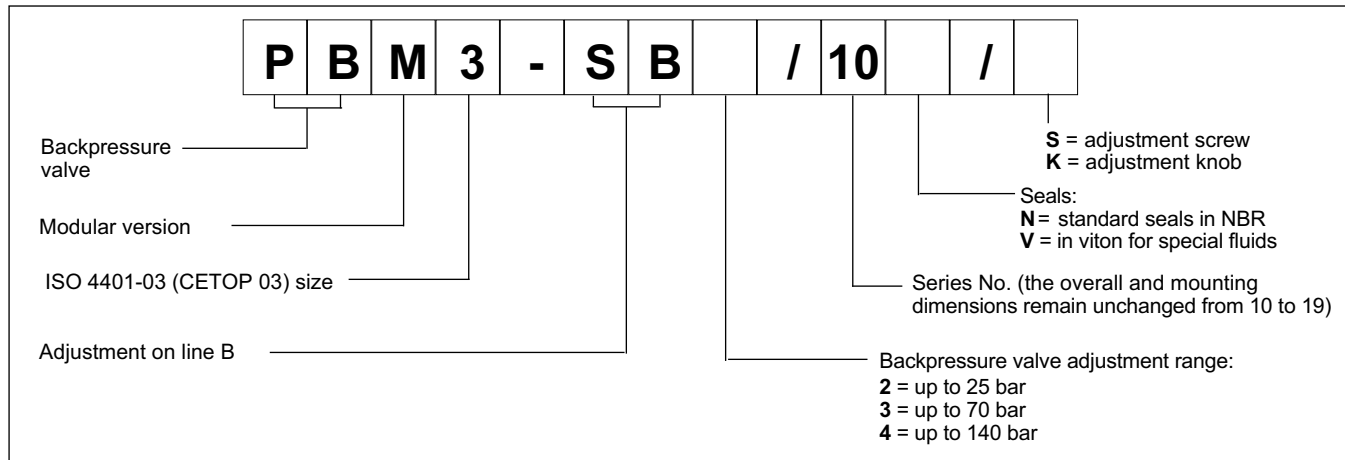 P B M 3 - S B / 10 /
Backpressure
valve
Modular version
ISO 4401-03 (CETOP 03) size
Adjustment on line B
S = adjustment screw
K = adjustment knob
Seals:
N = standard seals in NBR
V = in viton for special fluids
Series No. (the overall and mounting
dimensions remain unchanged from 10 to 19)
Backpressure valve adjustment range:
2 = up to 25 bar
3 = up to 70 bar
4 = up to 140 bar